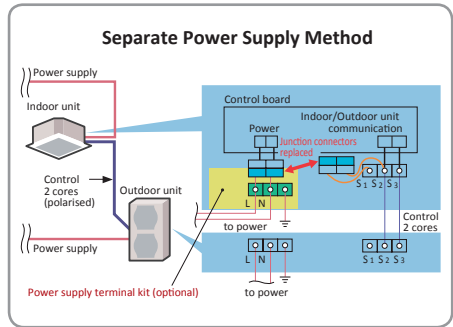 Separate Power Supply Method
Power supply
Indoor unit
Control
2 cores
(polarised)
Outdoor unit
Power supply
Power supply terminal kit (optional)
Control board
Indoor/Outdoor unit
communication
Power
Junction connectors
replaced
S1 S2 S3
L N
to power
Control
2 cores
L N
S1 S2 S3
to power